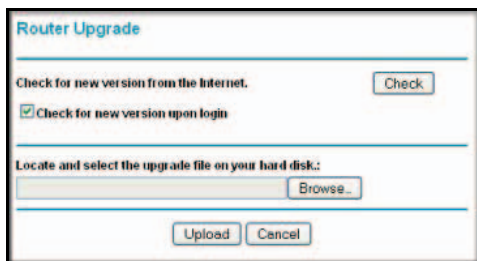 Router Upgrade
Check for new version from the Internet.
Check
Check for new version upon login
Locate and select the upgrade file on your hard disk.:
Browse..
Upload
Cancel